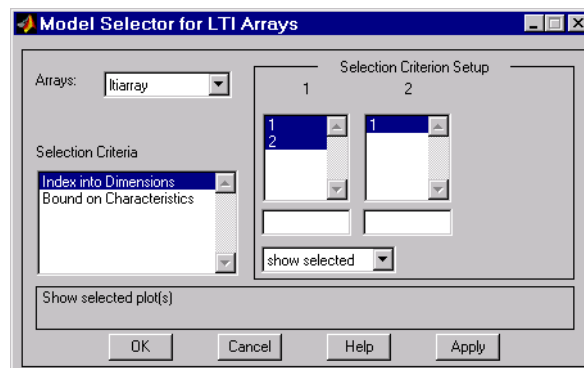 Model Selector for LTI Arrays
Arrays:
ltiarray
Selection Criteria
Index into Dimensions
Bound on Characteristics
Selection Criterion Setup
1 2
1
2
1
show selected
Show selected plot(s)
OK Cancel Help Apply